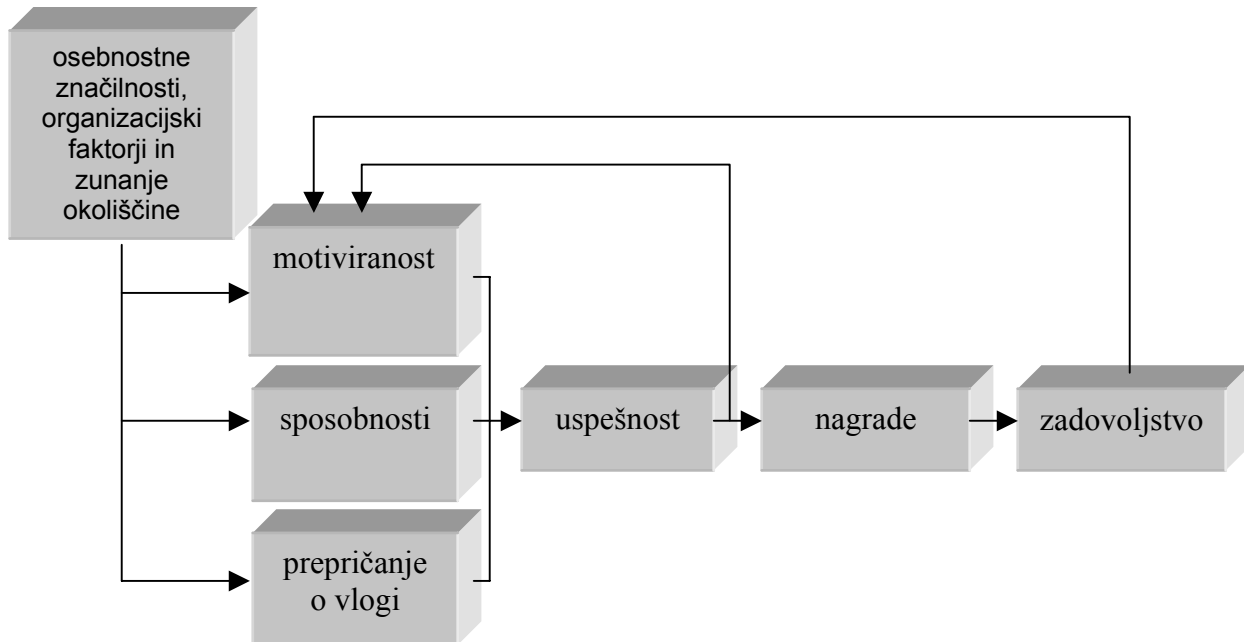 osebnostne
značilnosti,
organizacijski
faktorji in
zunanje
okoliščine
motiviranost
sposobnosti
uspešnost
nagrade
zadovoljstvo
prepričanje
o vlogi